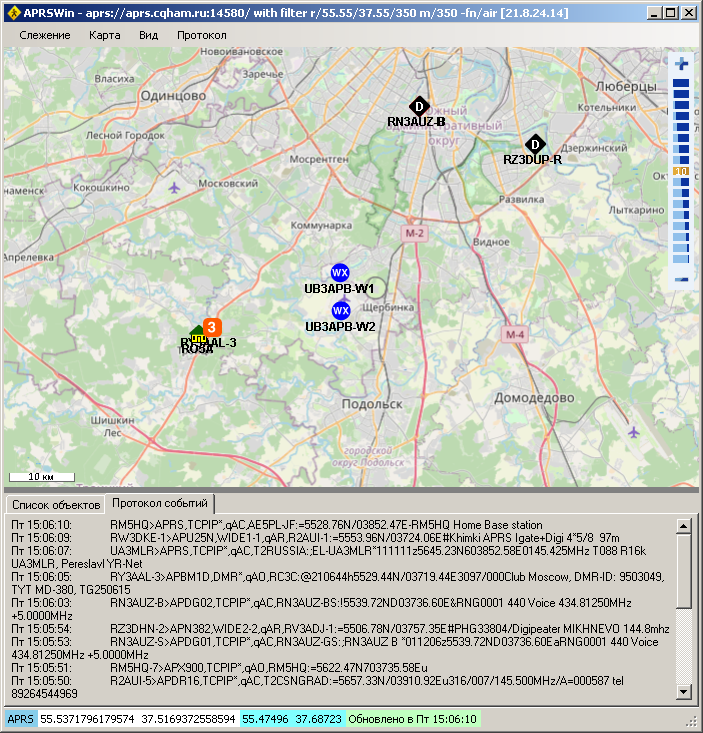 APRSWin - aprs://aprs.cqham.ru:14580/ with filter r/55.55/37.55/350 m/350 -fn/air [21.8.24.14]
Слежение Карта Вид Протокол
Новоивановское
Заречье
Власиха
Одинцово
Люберцы
D
RN3AUZ-B
Котельники
административный
округ
Лесной Городок
D
RZ3DUP-R
Дзержинский
Мосрентген
10
Кокошкино
Московский
Развилка
Лыткарино
Коммунарка
М-2
Видное
Апрелевка
WX
UB3APB-W1
Щербинка
WX
UB3APB-W2
3
М-4
Подольск
Домодедово
Шишкин
Лес
городской
округ Подольск
10 км
Список объектов Протокол событий
Пт 15:06:10: RM5HQ>APRS,TCPIP*,qAC,AE5PL-JF:=5528.76N/03852.47E-RM5HQ Home Base station
Пт 15:06:09: RW3DKE-1>APU25N,WIDE1-1,qAR,R2AUI-1:=5553.96N/03724.06E#Khimki APRS Igate+Digi 4*5/8 97m
Пт 15:06:07: UA3MLR>APRS,TCPIP*,qAC,T2RUSSIA:;EL-UA3MLR*111111z5645.23N603852.58E0145.425MHz T088 R16k
UA3MLR, Pereslavl YR-Net
Пт 15:06:05: RY3AAL-3>APBM1D,DMR*,qAO,RC3C:@210644h5529.44N/03719.44E3097/000Club Moscow, DMR-ID: 9503049,
TYT MD-380, TG250615
Пт 15:06:03: RN3AUZ-B>APDG02,TCPIP*,qAC,RN3AUZ-BS:!5539.72ND03736.60E&RNG0001 440 Voice 434.81250MHz
+5.0000MHz
Пт 15:05:54: RZ3DHN-2>APN382,WIDE2-2,qAR,RV3ADJ-1:=5506.78N/03757.35E#PHG33804/Digipeater MIKHNEVO 144.8mhz
Пт 15:05:53: RN3AUZ-S>APDG01,TCPIP*,qAC,RN3AUZ-GS:;RN3AUZ B *011206z5539.72ND03736.60EaRNG0001 440 Voice
434.81250MHz +5.0000MHz
Пт 15:05:51: RM5HQ-7>APX900,TCPIP*,qAO,RM5HQ:=5622.47N703735.58Eu
Пт 15:05:50: R2AUI-5>APDR16,TCPIP*,qAC,T2CSNGRAD:=5657.33N/03910.92Eu316/007/145.500MHz/A=000587 tel
89264544969
APRS 55.5371796179574 37.5169372558594 55.47496 37.68723 Обновлено в Пт 15:06:10